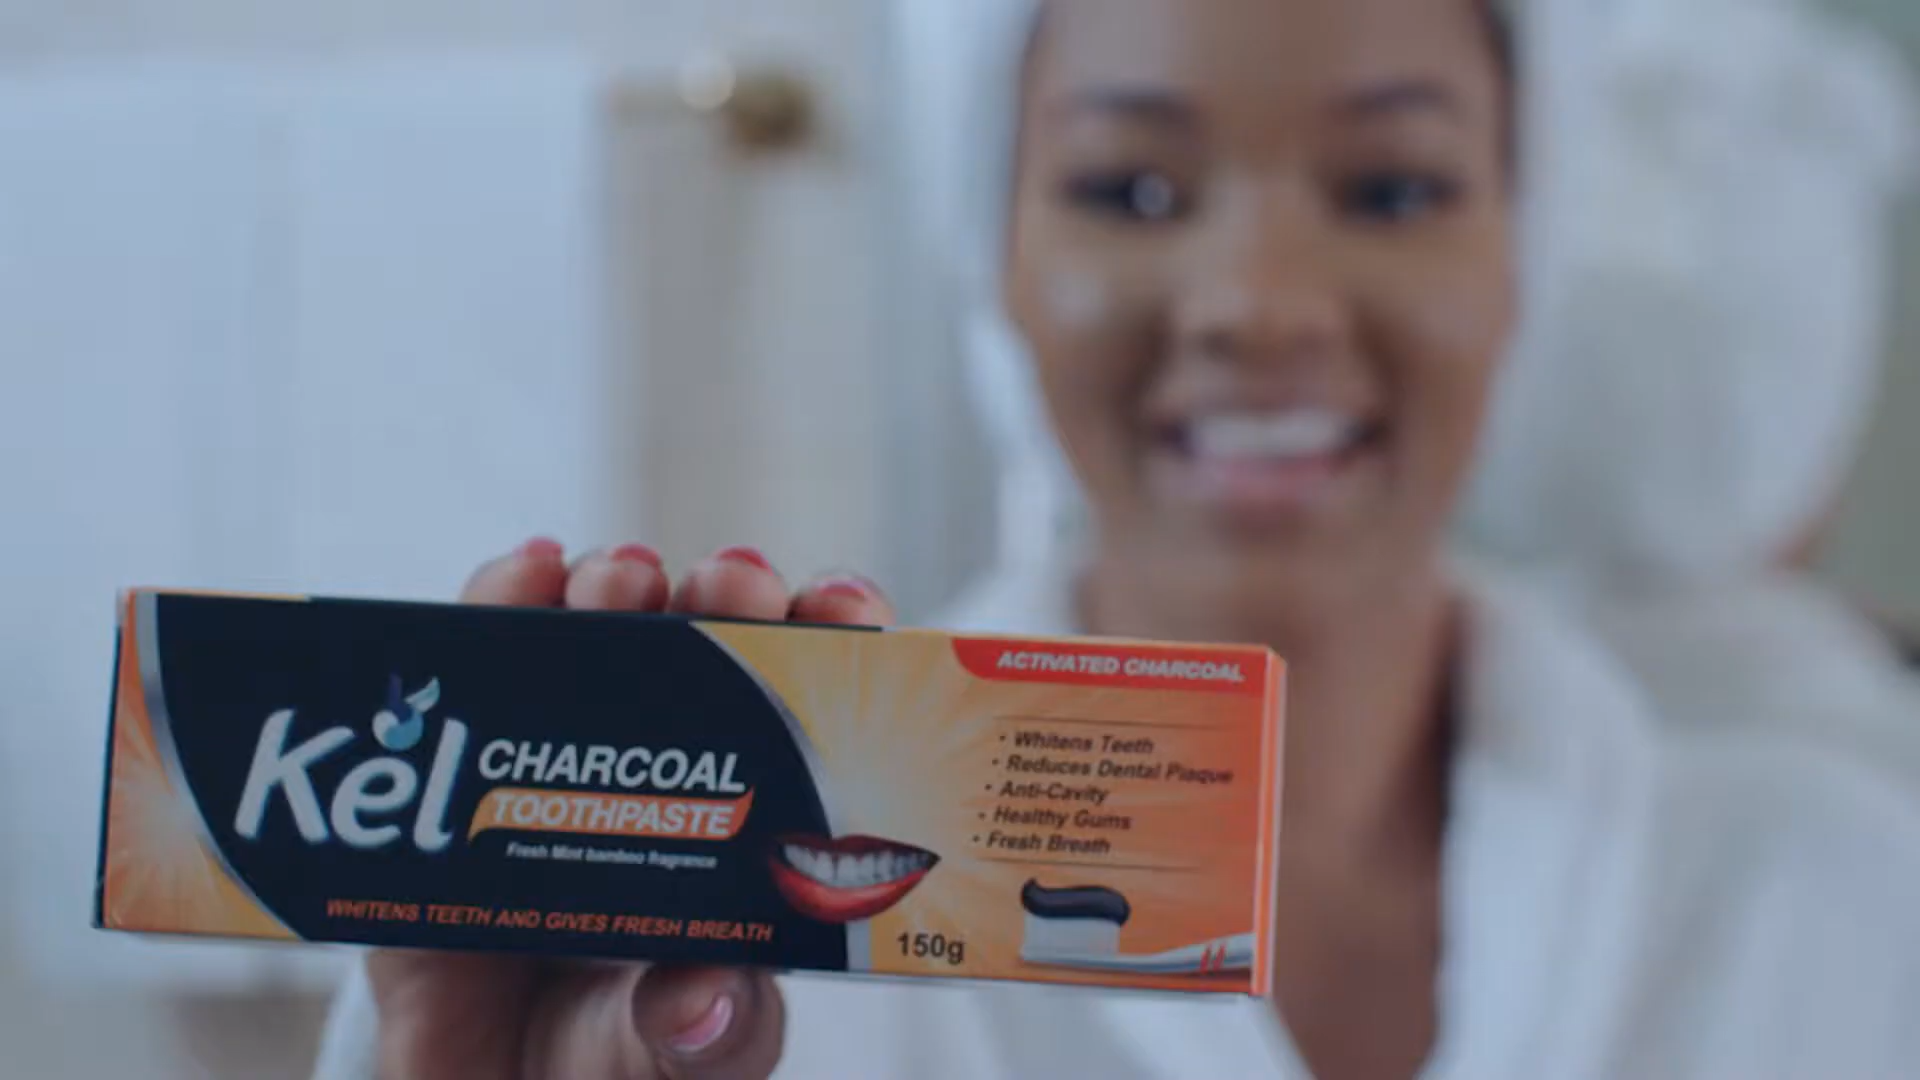 Kel
CHARCOAL
TOOTHPASTE
Fresh Mint bamboo fragrance
WHITENS TEETH AND GIVES FRESH BREATH
ACTIVATED CHARCOAL
• Whitens Teeth
• Reduces Dental Plaque
• Anti-Cavity
• Healthy Gums
• Fresh Breath
150g